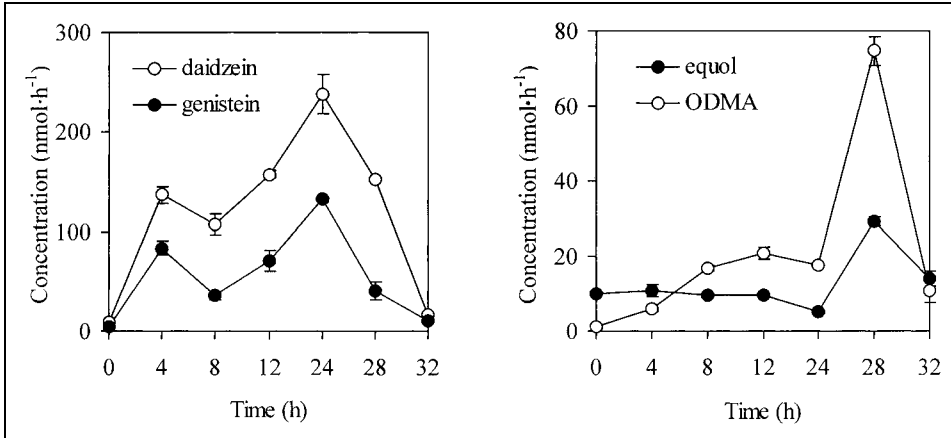 300
200
100
0
Concentration (nmol·h⁻¹)
daidzein
genistein
0 4 8 12 24 28 32
Time (h)
80
60
40
20
0
Concentration (nmol·h⁻¹)
equol
ODMA
0 4 8 12 24 28 32
Time (h)